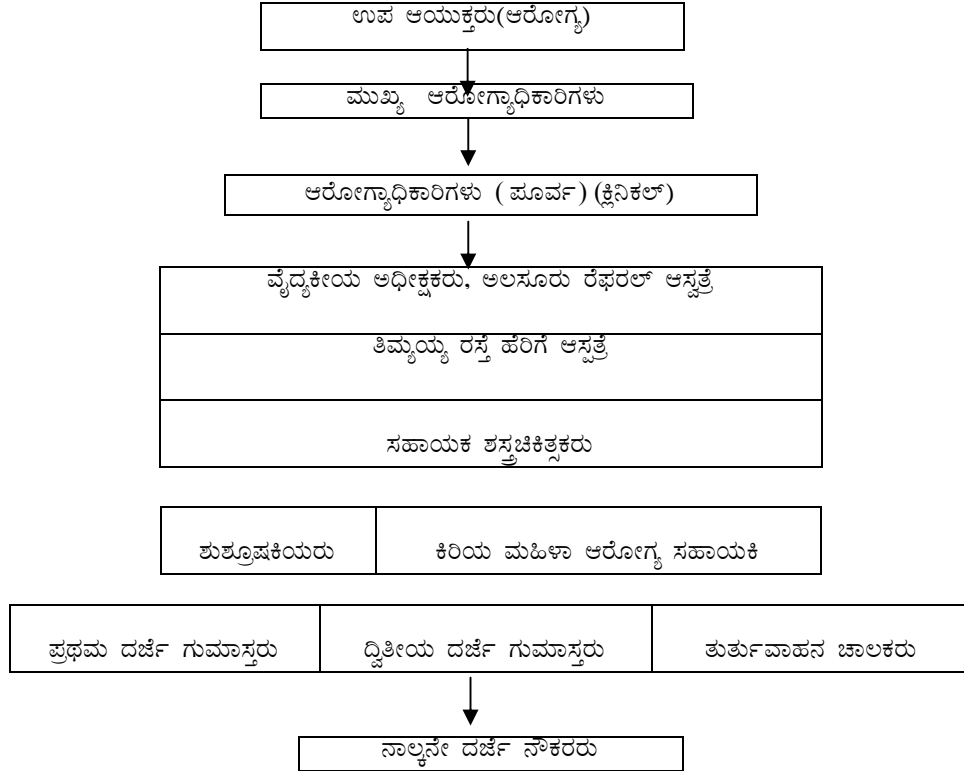 ಉಪ ಆಯುಕ್ತರು(ಆರೋಗ್ಯ)
ಮುಖ್ಯ ಆರೋಗ್ಯಾಧಿಕಾರಿಗಳು
ಆರೋಗ್ಯಾಧಿಕಾರಿಗಳು ( ಪೂರ್ವ) (ಕ್ಲಿನಿಕಲ್)
ವೈದ್ಯಕೀಯ ಅಧೀಕ್ಷಕರು, ಅಲಸೂರು ರೆಫರಲ್ ಆಸ್ವತ್ರೆ
ತಿಮ್ಯಯ್ಯ ರಸ್ತೆ ಹೆರಿಗೆ ಆಸ್ಪತ್ರೆ
ಸಹಾಯಕ ಶಸ್ತ್ರಚಿಕಿತ್ಸಕರು
ಶುಶ್ರೂಷಕಿಯರು ಕಿರಿಯ ಮಹಿಳಾ ಆರೋಗ್ಯ ಸಹಾಯಕಿ
ಪ್ರಥಮ ದರ್ಜೆ ಗುಮಾಸ್ತರು ದ್ವಿತೀಯ ದರ್ಜೆ ಗುಮಾಸ್ತರು ತುರ್ತುವಾಹನ ಚಾಲಕರು
ನಾಲ್ಕನೇ ದರ್ಜೆ ನೌಕರರು